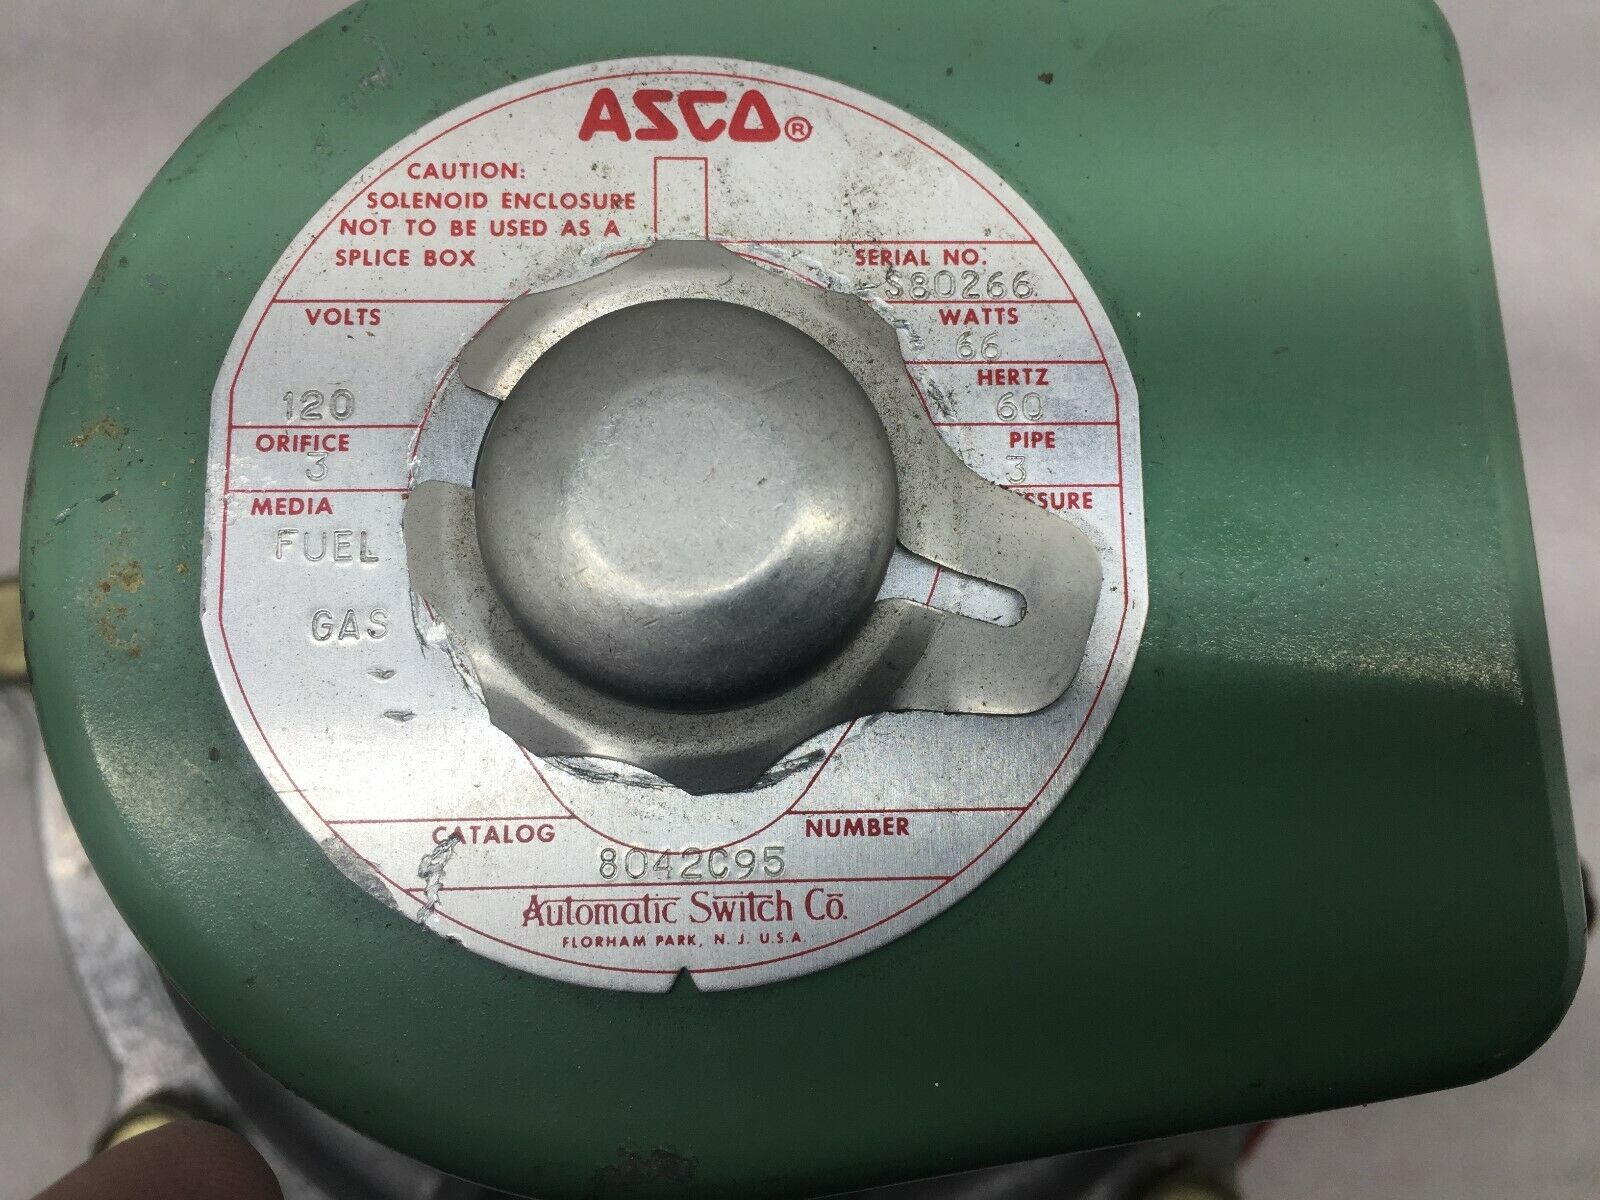 ASCO®
CAUTION:
SOLENOID ENCLOSURE
NOT TO BE USED AS A
SPLICE BOX
SERIAL NO.
S80266
VOLTS
120
WATTS
66
HERTZ
60
ORIFICE
3
PIPE
3
MEDIA
FUEL
GAS
SSURE
CATALOG NUMBER
8042C95
Automatic Switch Co.
FLORHAM PARK, N. J. U.S.A.